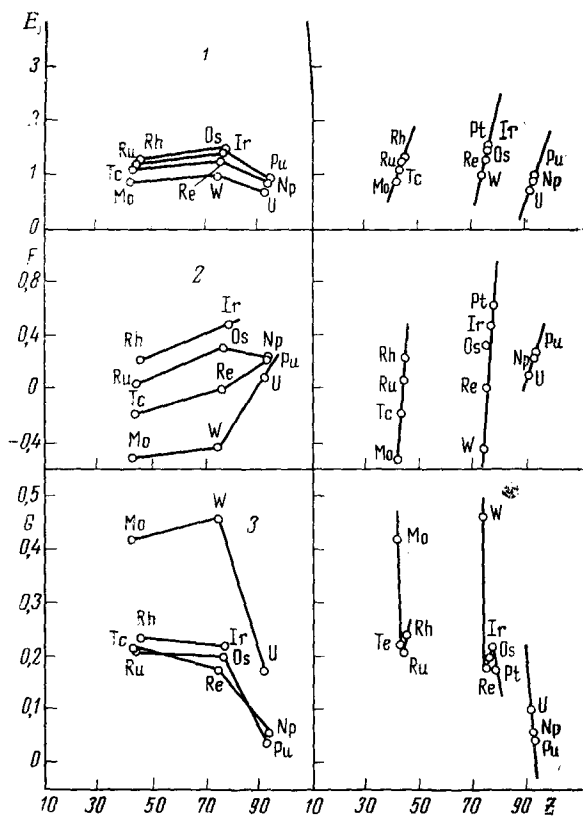 E,
3
2
1
0
1
Ru Rh Os Ir Pu
Tc Np
Mo Re W U
Pt Ir
Rh
Ru Re Os Pu
Mo Tc W Np
U
F
0,8
0,4
0
-0,4
2
Ir
Rh Os Np
Ru Re Pu
Tc U
Mo W
Pt
Ir
Rh Os Pu
Ru Np
Tc Re U
Mo W
0,5
G
0,4
0,3
0,2
0,1
0
3
W
Mo
Rh
Tc Ir U
Ru Os
Re
Np
Pu
W
Mo
Te Rh Ir
Ru Os
Re Pt
U
Np
Pu
10 30 50 70 90 10 30 50 70 90 Z